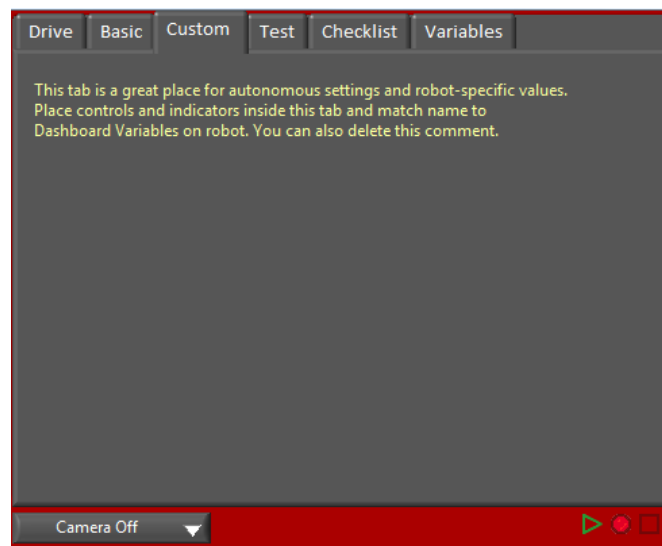 Drive Basic Custom Test Checklist Variables
This tab is a great place for autonomous settings and robot-specific values.
Place controls and indicators inside this tab and match name to
Dashboard Variables on robot. You can also delete this comment.
Camera Off